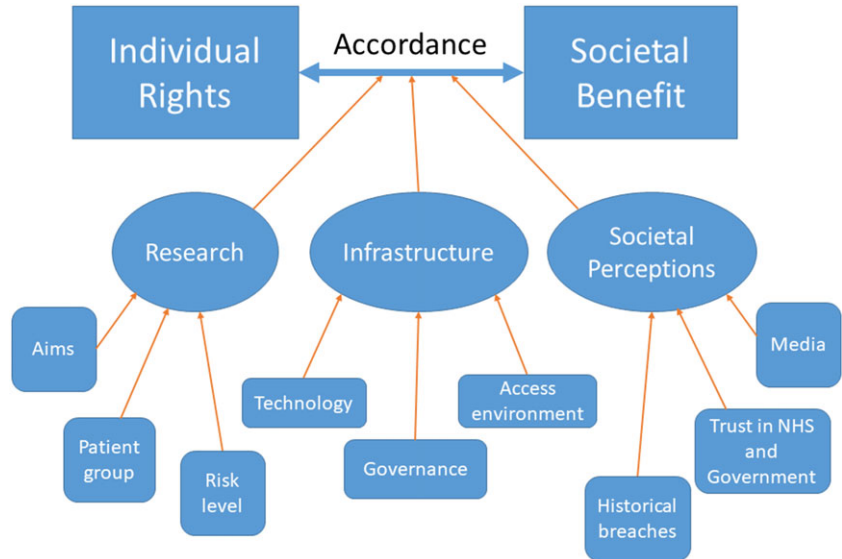 Individual
Rights
Accordance
Societal
Benefit
Research
Infrastructure
Societal
Perceptions
Aims
Patient
group
Risk
level
Technology
Governance
Access
environment
Historical
breaches
Trust in NHS
and
Government
Media